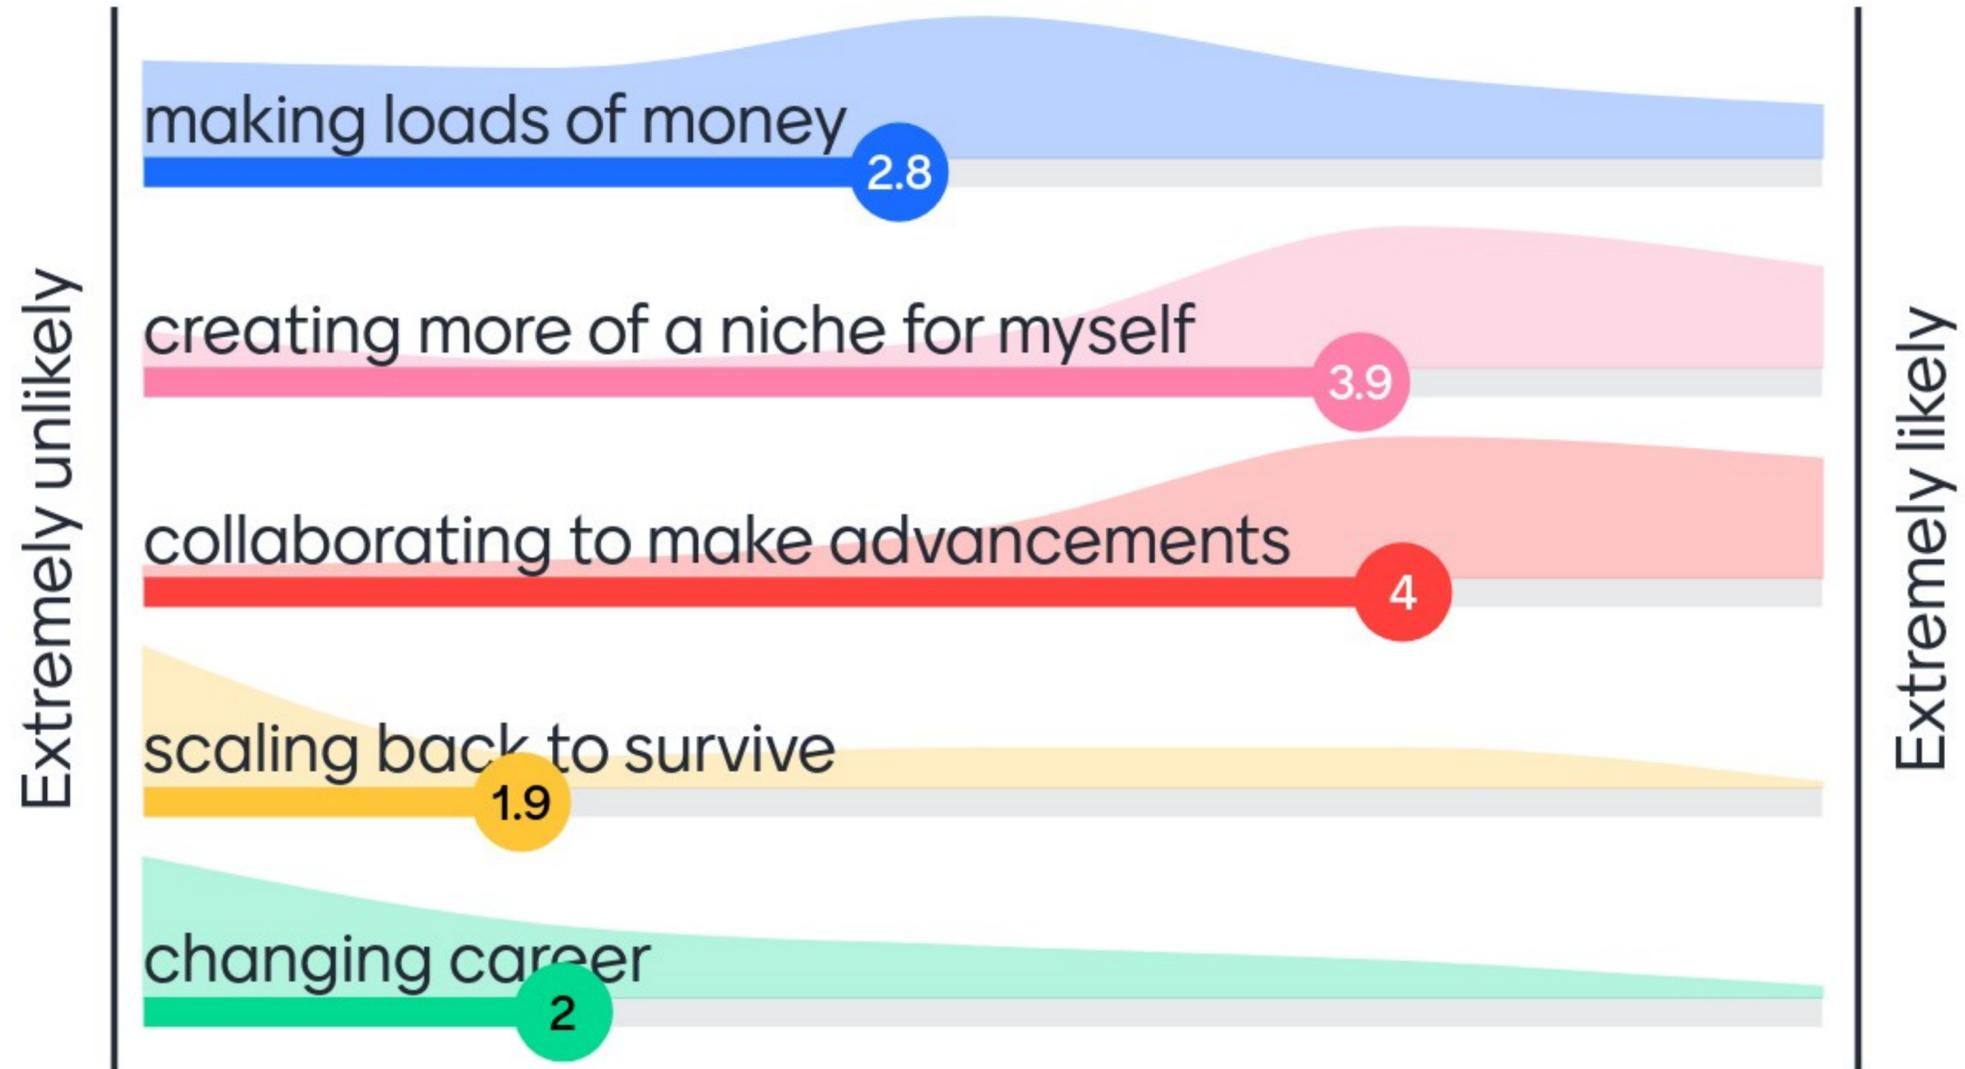 Extremely unlikely
making loads of money
2.8
creating more of a niche for myself
3.9
collaborating to make advancements
4
scaling back to survive
1.9
changing career
2
Extremely likely